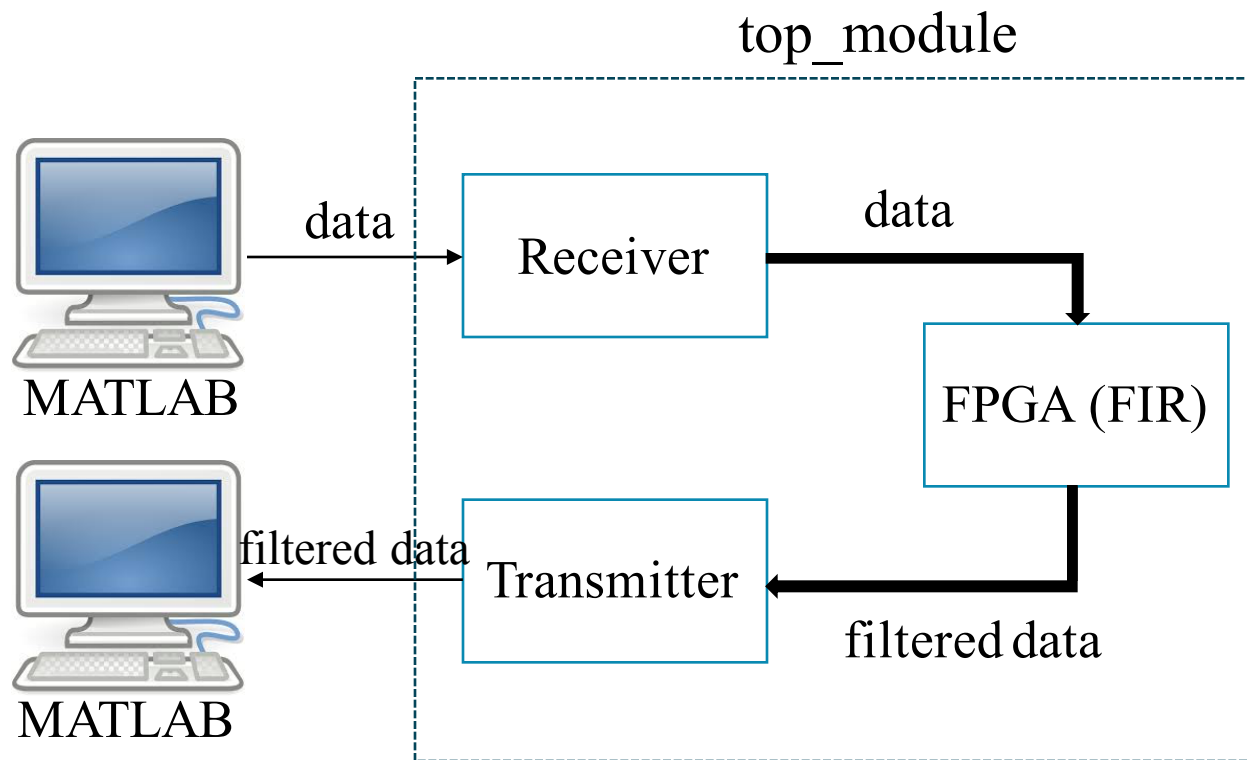 top_module
data
Receiver
data
MATLAB
FPGA (FIR)
filtered data
Transmitter
filtered data
MATLAB